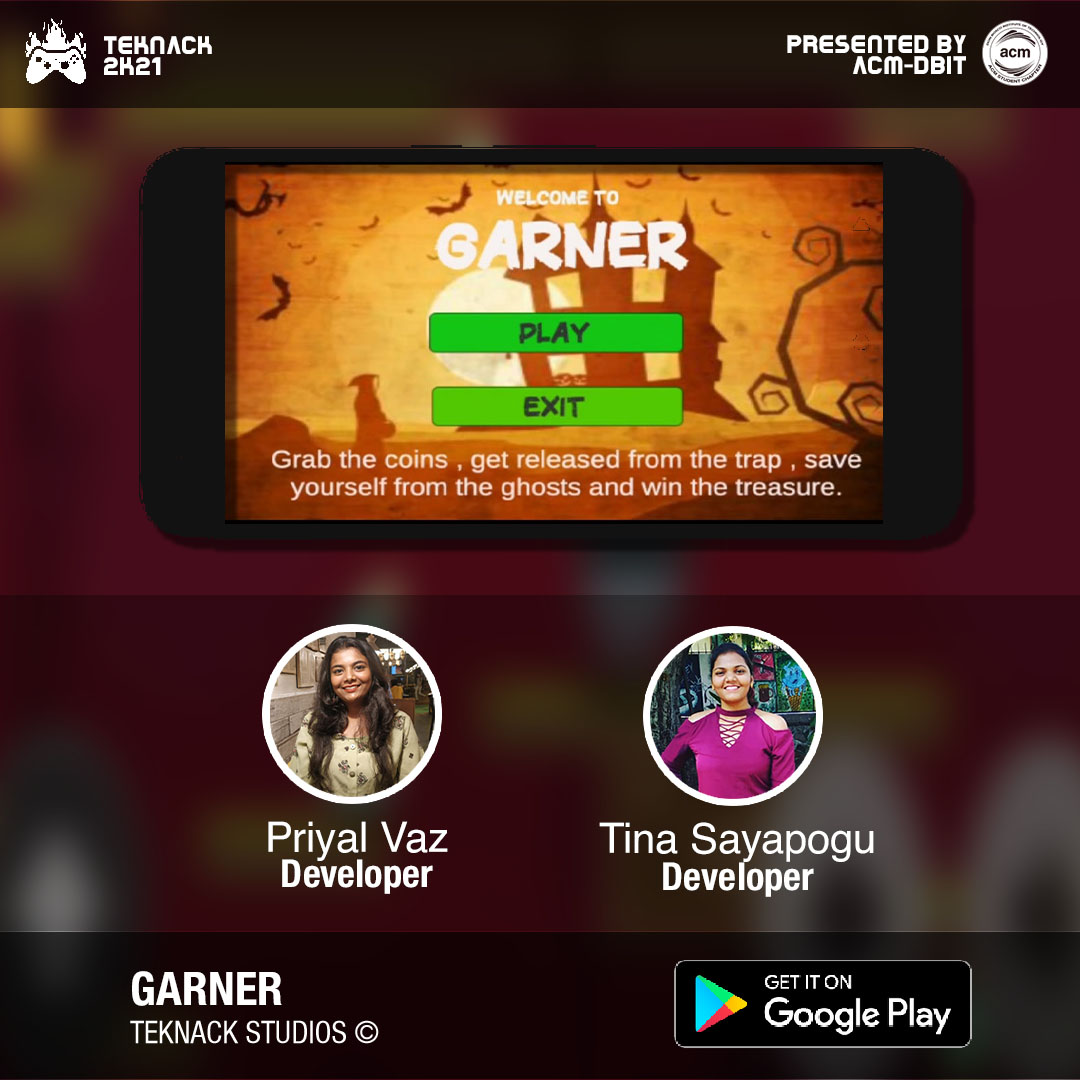 TEKNACK
2K21
PRESENTED BY
ACM-DBIT
acm
ACM STUDENT CHAPTER
WELCOME TO
GARNER
PLAY
EXIT
Grab the coins , get released from the trap , save
yourself from the ghosts and win the treasure.
Priyal Vaz
Developer
Tina Sayapogu
Developer
GARNER
TEKNACK STUDIOS ©
GET IT ON
Google Play